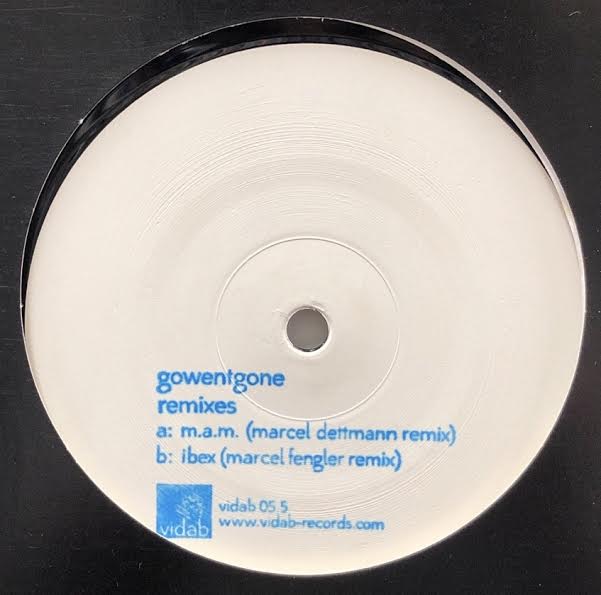 gowentgone
remixes
a: m.a.m. (marcel dettmann remix)
b: ibex (marcel fengler remix)
vidab
vidab 05.5
www.vidab-records.com